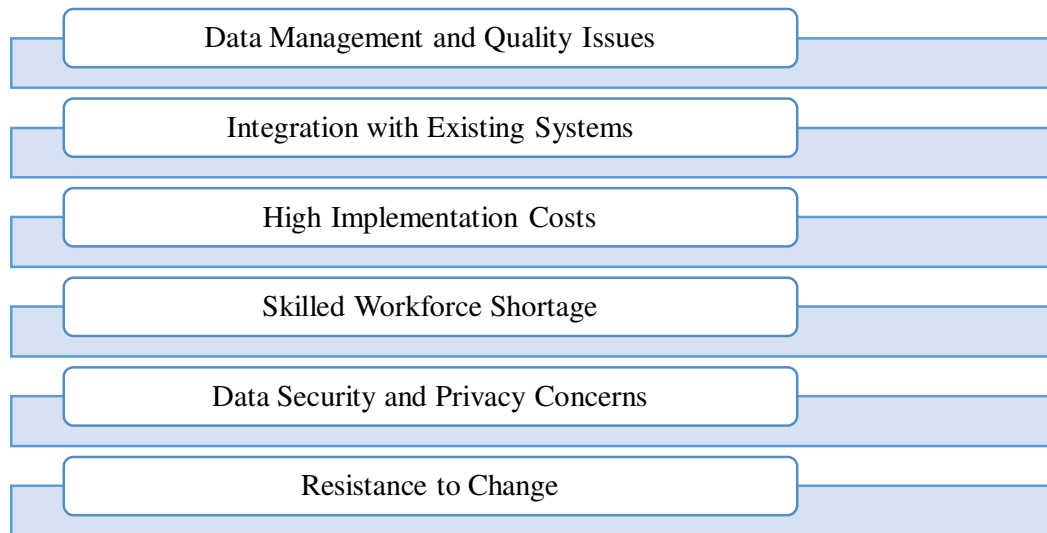 Data Management and Quality Issues
Integration with Existing Systems
High Implementation Costs
Skilled Workforce Shortage
Data Security and Privacy Concerns
Resistance to Change